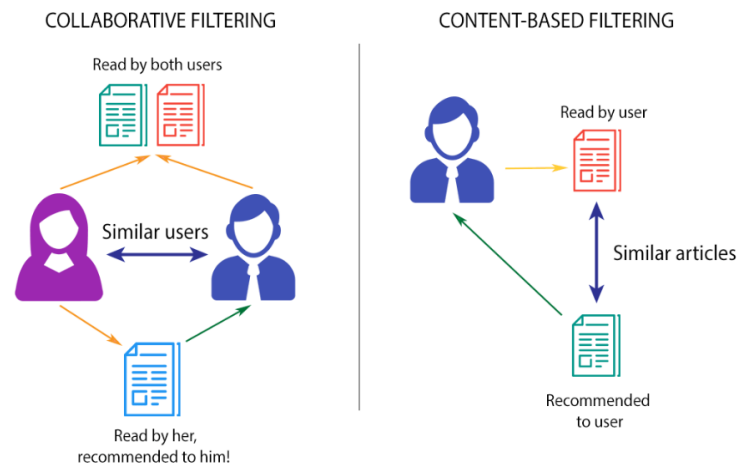 COLLABORATIVE FILTERING
Read by both users
Similar users
Read by her,
recommended to him!
CONTENT-BASED FILTERING
Read by user
Similar articles
Recommended
to user